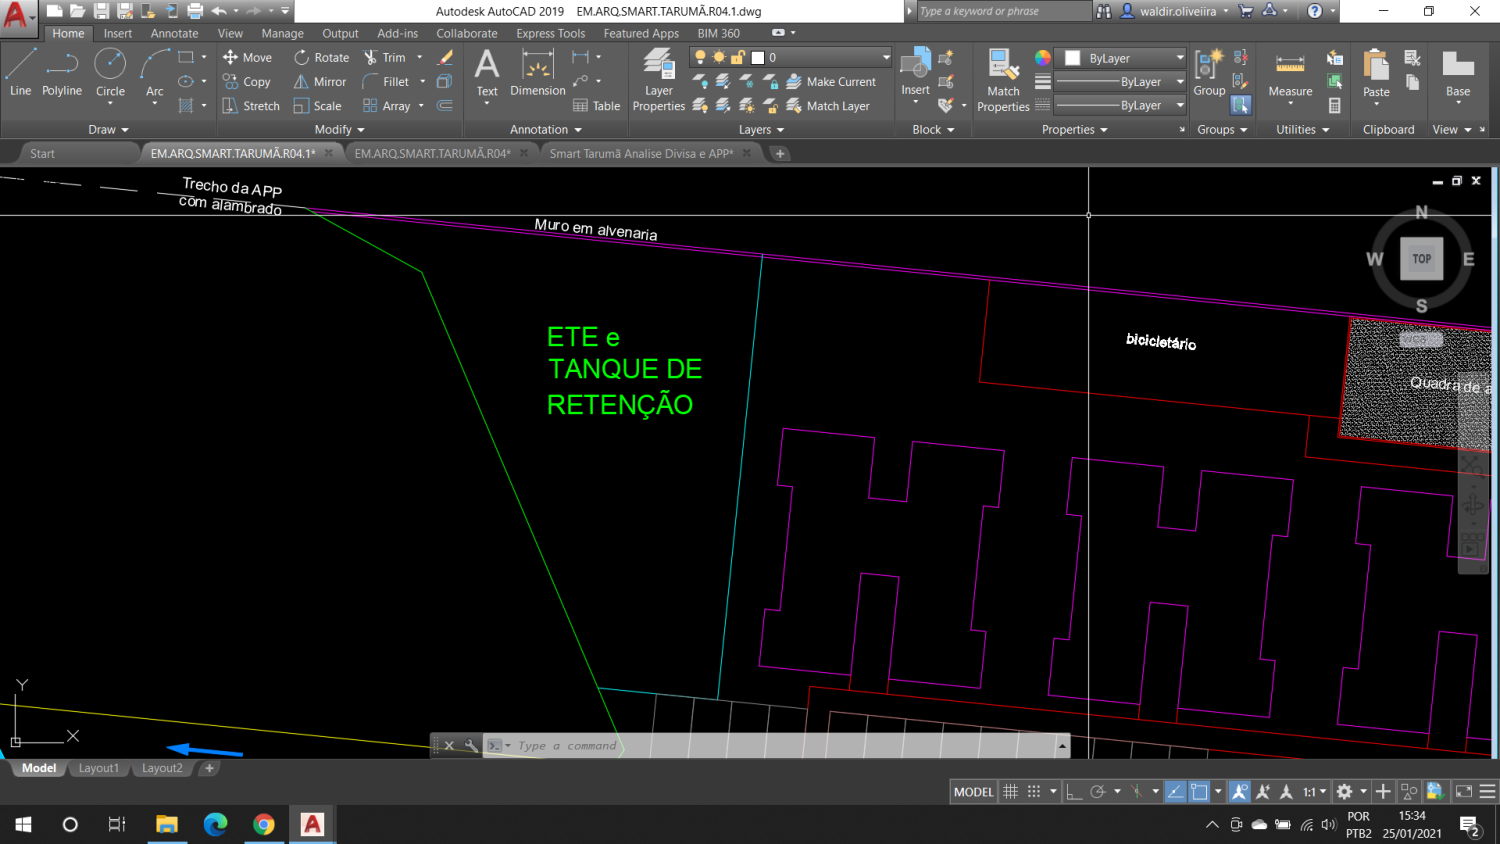 Autodesk AutoCAD 2019 EM.ARQ.SMART.TARUMÃ.R04.1.dwg
Type a keyword or phrase
waldir.oliveiira
Home Insert Annotate View Manage Output Add-ins Collaborate Express Tools Featured Apps BIM 360
Line Polyline Circle Arc
Move Rotate Trim
Copy Mirror Fillet
Stretch Scale Array
Text Dimension Table
Layer Properties
0
Make Current
Match Layer
Insert
Match Properties
ByLayer
ByLayer
ByLayer
Group
Measure
Paste
Base
Draw Modify Annotation Layers Block Properties Groups Utilities Clipboard View
Start EM.ARQ.SMART.TARUMÃ.R04.1* EM.ARQ.SMART.TARUMÃ.R04* Smart Tarumã Analise Divisa e APP*
Trecho da APP
com alambrado
Muro em alvenaria
N
W TOP E
S
ETE e
TANQUE DE
RETENÇÃO
bicicletário
Quadra de a
Y
X
Type a command
Model Layout1 Layout2
MODEL 1:1
POR 15:34
PTB2 25/01/2021
2